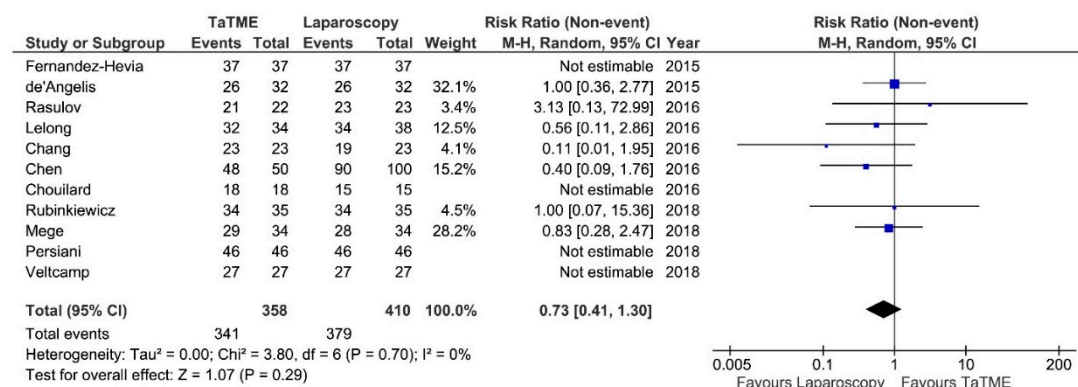 TaTME Laparoscopy Risk Ratio (Non-event) Risk Ratio (Non-event)
Study or Subgroup Events Total Events Total Weight M-H, Random, 95% CI Year M-H, Random, 95% CI
Fernandez-Hevia 37 37 37 37 Not estimable 2015
de'Angelis 26 32 26 32 32.1% 1.00 [0.36, 2.77] 2015
Rasulov 21 22 23 23 3.4% 3.13 [0.13, 72.99] 2016
Lelong 32 34 34 38 12.5% 0.56 [0.11, 2.86] 2016
Chang 23 23 19 23 4.1% 0.11 [0.01, 1.95] 2016
Chen 48 50 90 100 15.2% 0.40 [0.09, 1.76] 2016
Chouilard 18 18 15 15 Not estimable 2016
Rubinkiewicz 34 35 34 35 4.5% 1.00 [0.07, 15.36] 2018
Mege 29 34 28 34 28.2% 0.83 [0.28, 2.47] 2018
Persiani 46 46 46 46 Not estimable 2018
Veltcamp 27 27 27 27 Not estimable 2018
Total (95% CI) 358 410 100.0% 0.73 [0.41, 1.30]
Total events 341 379
Heterogeneity: Tau² = 0.00; Chi² = 3.80, df = 6 (P = 0.70); I² = 0%
Test for overall effect: Z = 1.07 (P = 0.29)
0.005 0.1 1 10 200
Favours Laparoscopy Favours TaTME